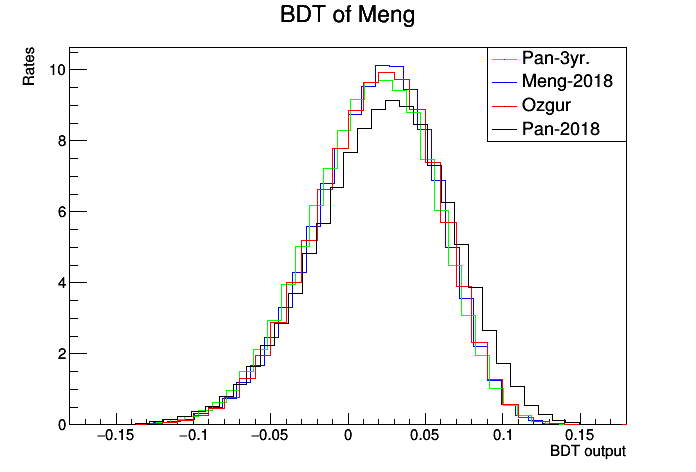 BDT of Meng
Rates
Pan-3yr.
Meng-2018
Ozgur
Pan-2018
10
8
6
4
2
0
−0.15 −0.1 −0.05 0 0.05 0.1 0.15
BDT output